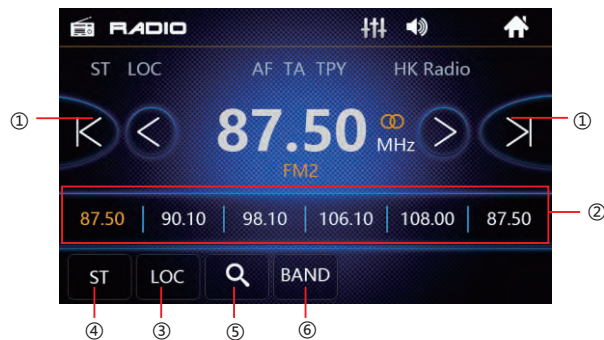 RADIO
ST LOC AF TA TPY HK Radio
① ①
87.50 MHz
FM2
87.50 90.10 98.10 106.10 108.00 87.50
②
ST LOC BAND
④ ③ ⑤ ⑥